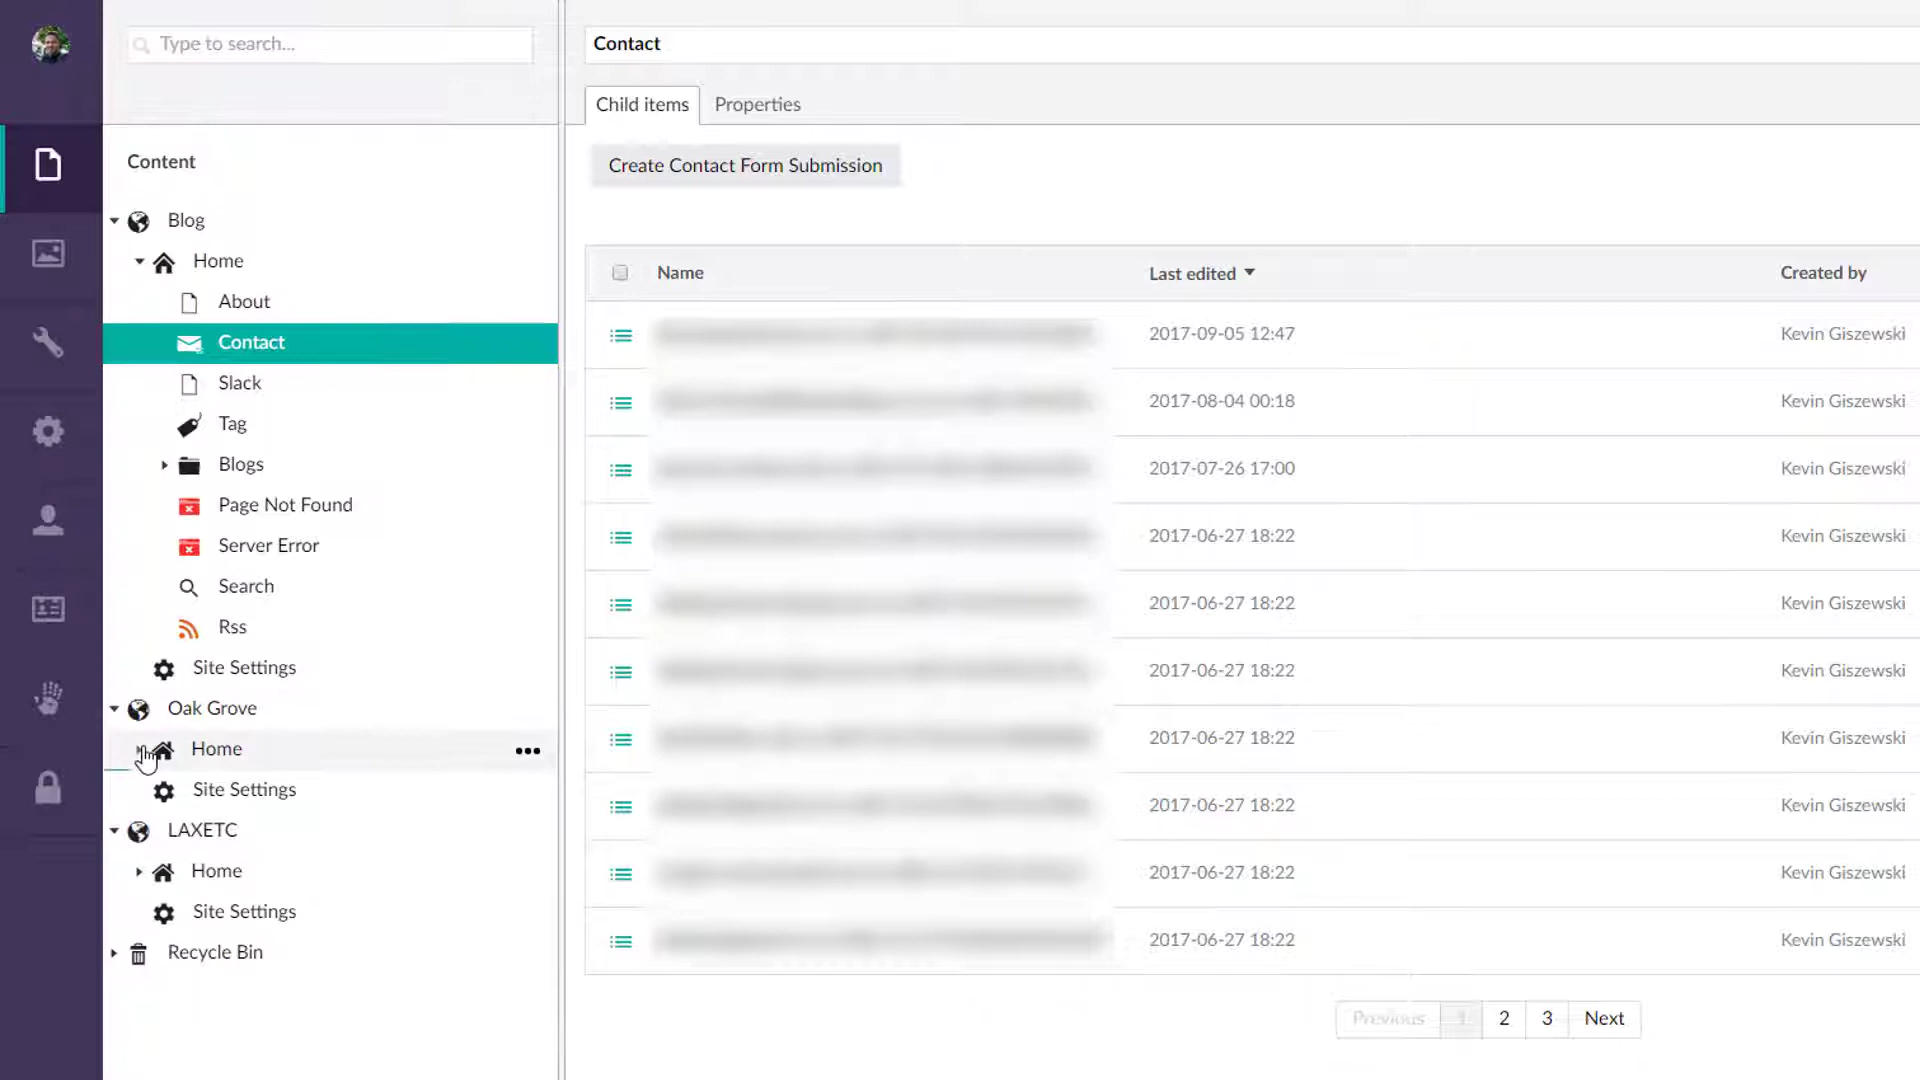 Type to search...
Contact
Child items
Properties
Content
Create Contact Form Submission
Blog
Home
About
Contact
Slack
Tag
Blogs
Page Not Found
Server Error
Search
Rss
Site Settings
Oak Grove
Home
Site Settings
LAXETC
Home
Site Settings
Recycle Bin
Name Last edited Created by
2017-09-05 12:47 Kevin Giszewski
2017-08-04 00:18 Kevin Giszewski
2017-07-26 17:00 Kevin Giszewski
2017-06-27 18:22 Kevin Giszewski
2017-06-27 18:22 Kevin Giszewski
2017-06-27 18:22 Kevin Giszewski
2017-06-27 18:22 Kevin Giszewski
2017-06-27 18:22 Kevin Giszewski
2017-06-27 18:22 Kevin Giszewski
2017-06-27 18:22 Kevin Giszewski
Previous 1 2 3 Next